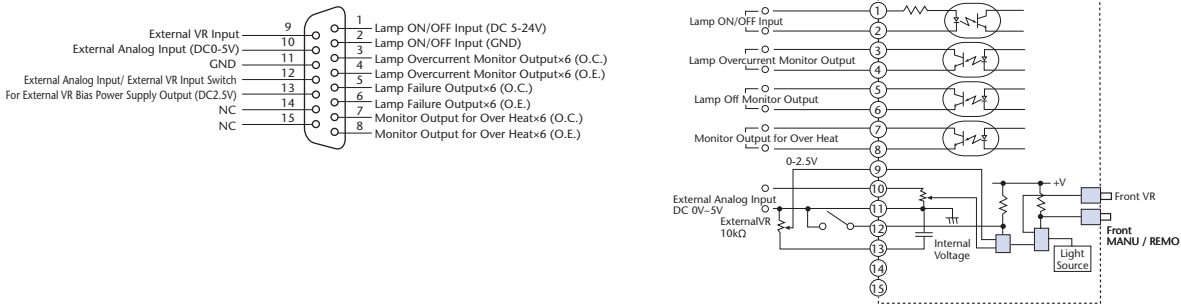 9
External VR Input
10
External Analog Input (DC0-5V)
11
GND
12
External Analog Input/ External VR Input Switch
13
For External VR Bias Power Supply Output (DC2.5V)
14
NC
15
NC
1
Lamp ON/OFF Input (DC 5-24V)
2
Lamp ON/OFF Input (GND)
3
Lamp Overcurrent Monitor Output×6 (O.C.)
4
Lamp Overcurrent Monitor Output×6 (O.E.)
5
Lamp Failure Output×6 (O.C.)
6
Lamp Failure Output×6 (O.E.)
7
Monitor Output for Over Heat×6 (O.C.)
8
Monitor Output for Over Heat×6 (O.E.)
Lamp ON/OFF Input
1
2
Lamp Overcurrent Monitor Output
3
4
Lamp Off Monitor Output
5
6
Monitor Output for Over Heat
7
8
0-2.5V
9
10
External Analog Input
DC 0V~5V
11
ExternalVR
10kΩ
12
13
14
15
Internal
Voltage
+V
Front VR
Front
MANU / REMO
Light
Source